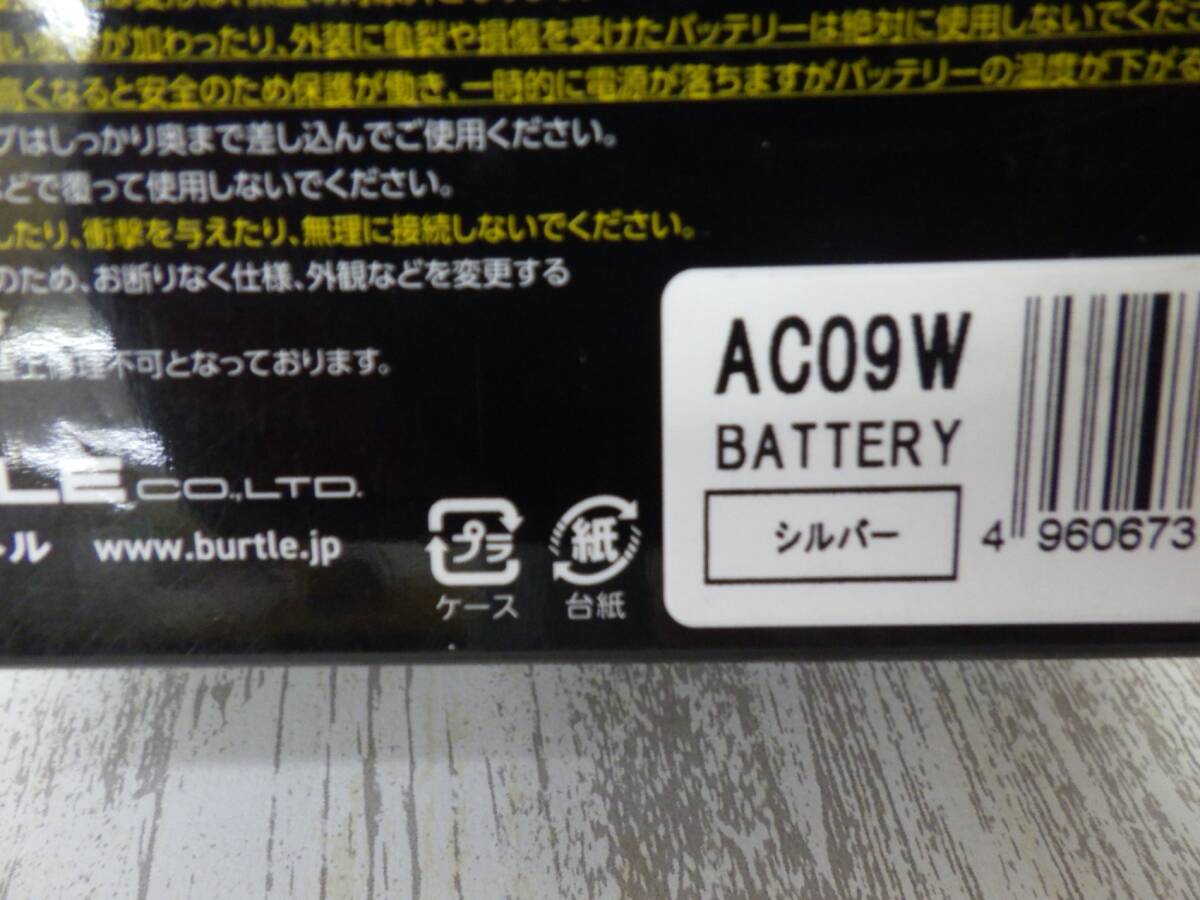 が加わったり、外装に亀裂や損傷を受けたバッテリーは絶対に使用しないでくださ
高くなると安全のため保護が働き、一時的に電源が落ちますがバッテリーの温度が下がる
はしっかり奥まで差し込んでご使用ください。
どで覆って使用しないでください。
したり、衝撃を与えたり、無理に接続しないでください。
のため、お断りなく仕様、外観などを変更する
修理不可となっております。
LE CO.,LTD.
ル www.burtle.jp
プラ
ケース
紙
台紙
AC09W
BATTERY
シルバー
4 960673